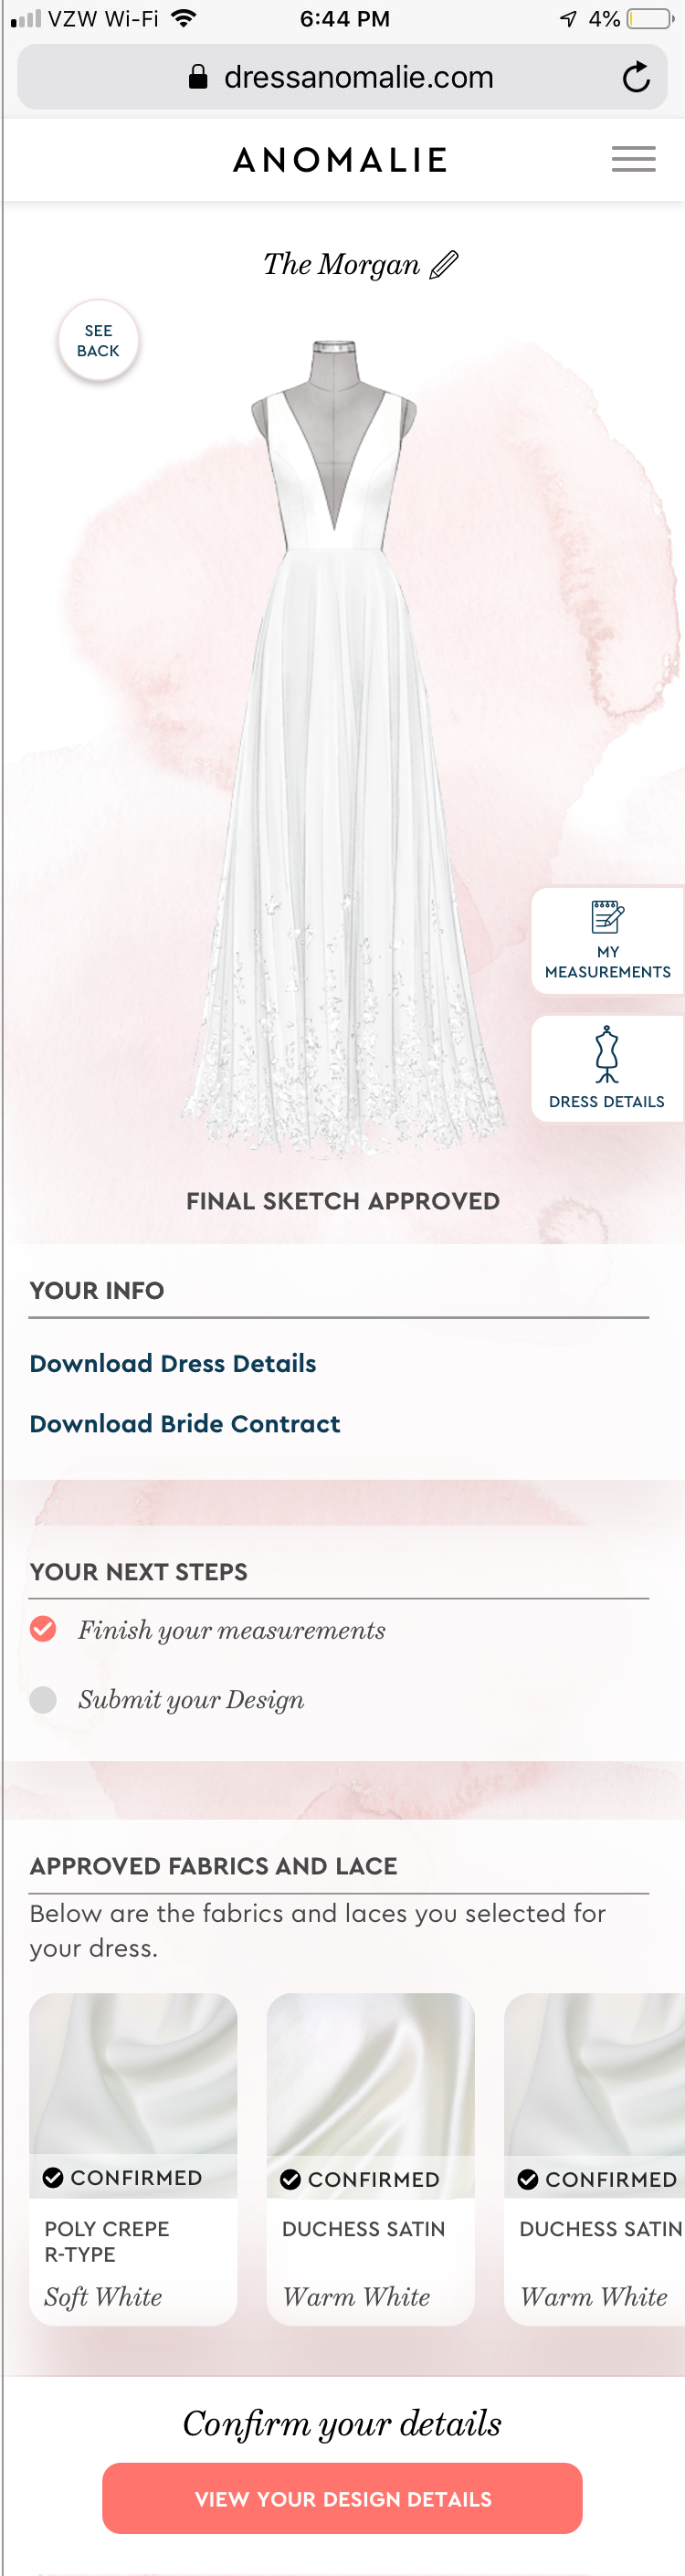 VZW Wi-Fi 6:44 PM 4%
dressanomalie.com
ANOMALIE
The Morgan
SEE
BACK
MY
MEASUREMENTS
DRESS DETAILS
FINAL SKETCH APPROVED
YOUR INFO
Download Dress Details
Download Bride Contract
YOUR NEXT STEPS
Finish your measurements
Submit your Design
APPROVED FABRICS AND LACE
Below are the fabrics and laces you selected for
your dress.
CONFIRMED CONFIRMED CONFIRMED
POLY CREPE DUCHESS SATIN DUCHESS SATIN
R-TYPE
Soft White Warm White Warm White
Confirm your details
VIEW YOUR DESIGN DETAILS